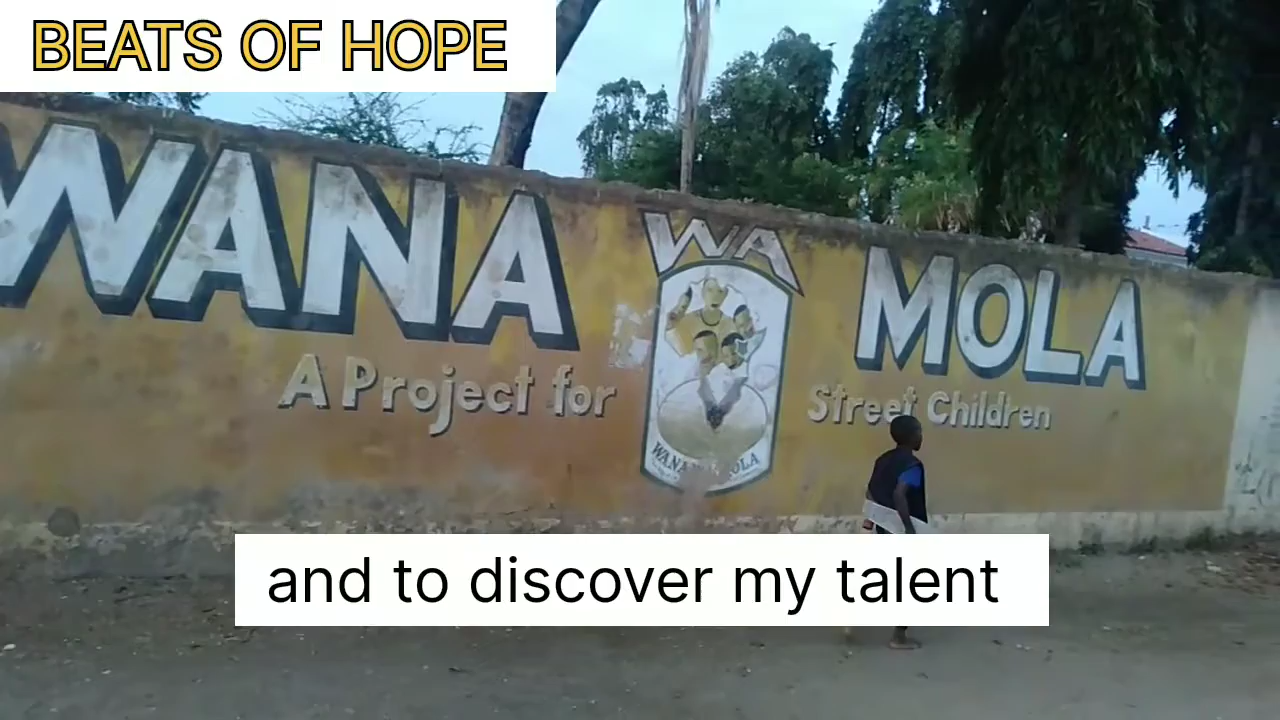 BEATS OF HOPE
WANA WA MOLA
A Project for Street Children
and to discover my talent